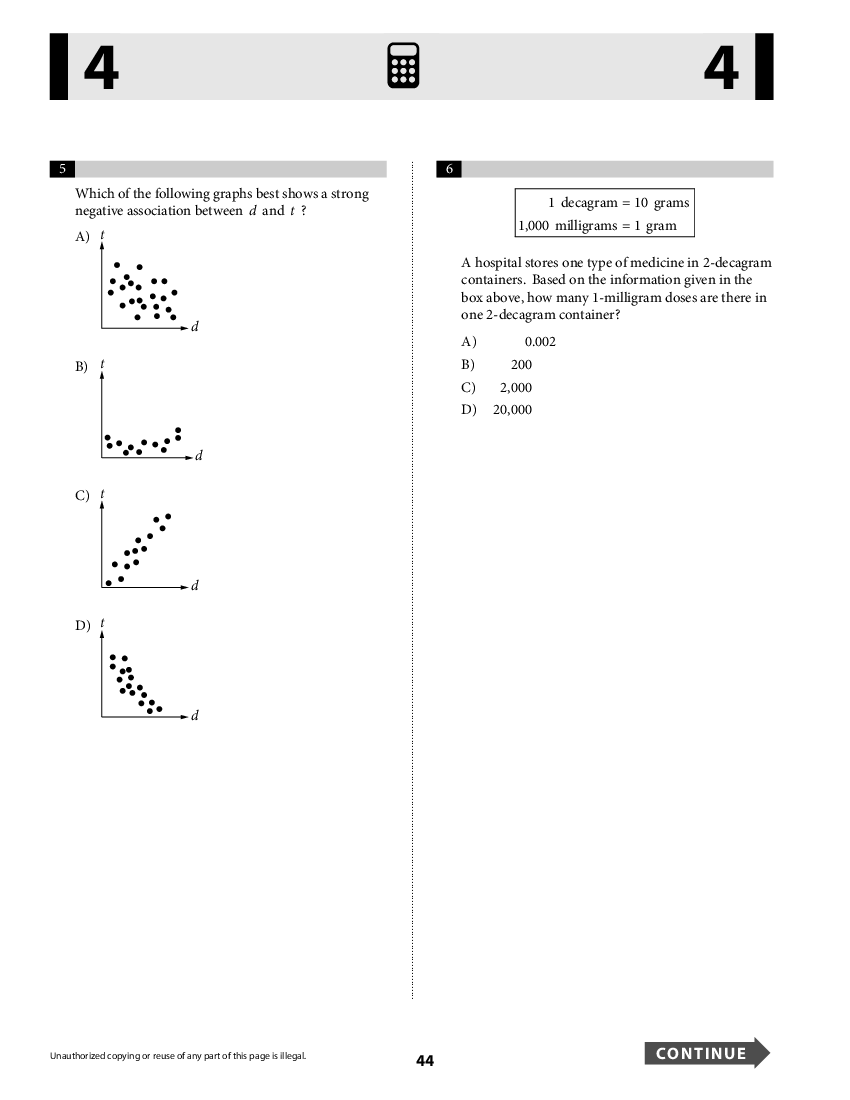 4
4
5
Which of the following graphs best shows a strong
negative association between d and t ?
A)
t
d
B)
t
d
C)
t
d
D)
t
d
6
1 decagram = 10 grams
1,000 milligrams = 1 gram
A hospital stores one type of medicine in 2-decagram
containers. Based on the information given in the
box above, how many 1-milligram doses are there in
one 2-decagram container?
A) 0.002
B) 200
C) 2,000
D) 20,000
Unauthorized copying or reuse of any part of this page is illegal.
44
CONTINUE